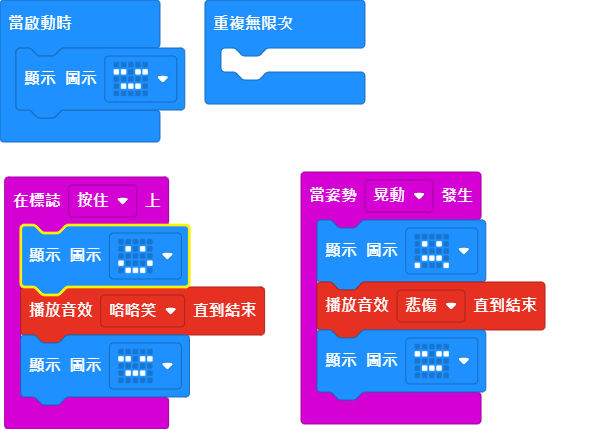 當啟動時
顯示 圖示
重複無限次
在標誌 按住 上
顯示 圖示
播放音效 咯咯笑 直到結束
顯示 圖示
當姿勢 晃動 發生
顯示 圖示
播放音效 悲傷 直到結束
顯示 圖示